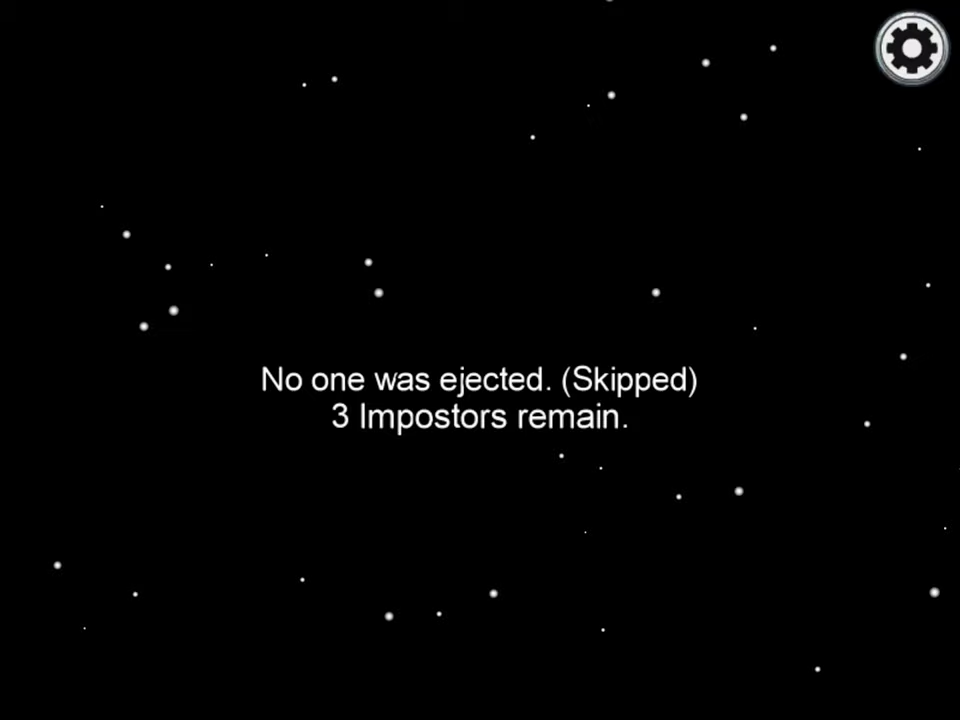 No one was ejected. (Skipped)
3 Impostors remain.